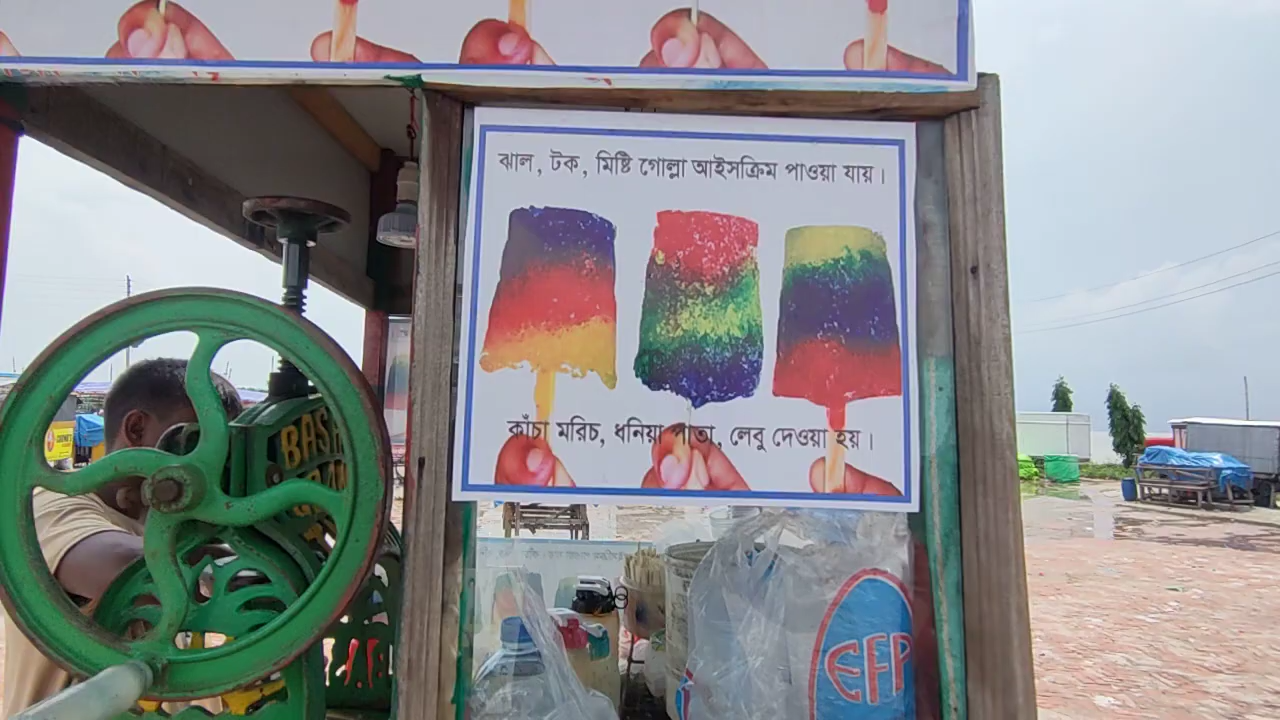 ঝাল, টক, মিষ্টি গোল্লা আইসক্রিম পাওয়া যায়।
কাঁচা মরিচ, ধনিয়া পাতা, লেবু দেওয়া হয়।
EFP